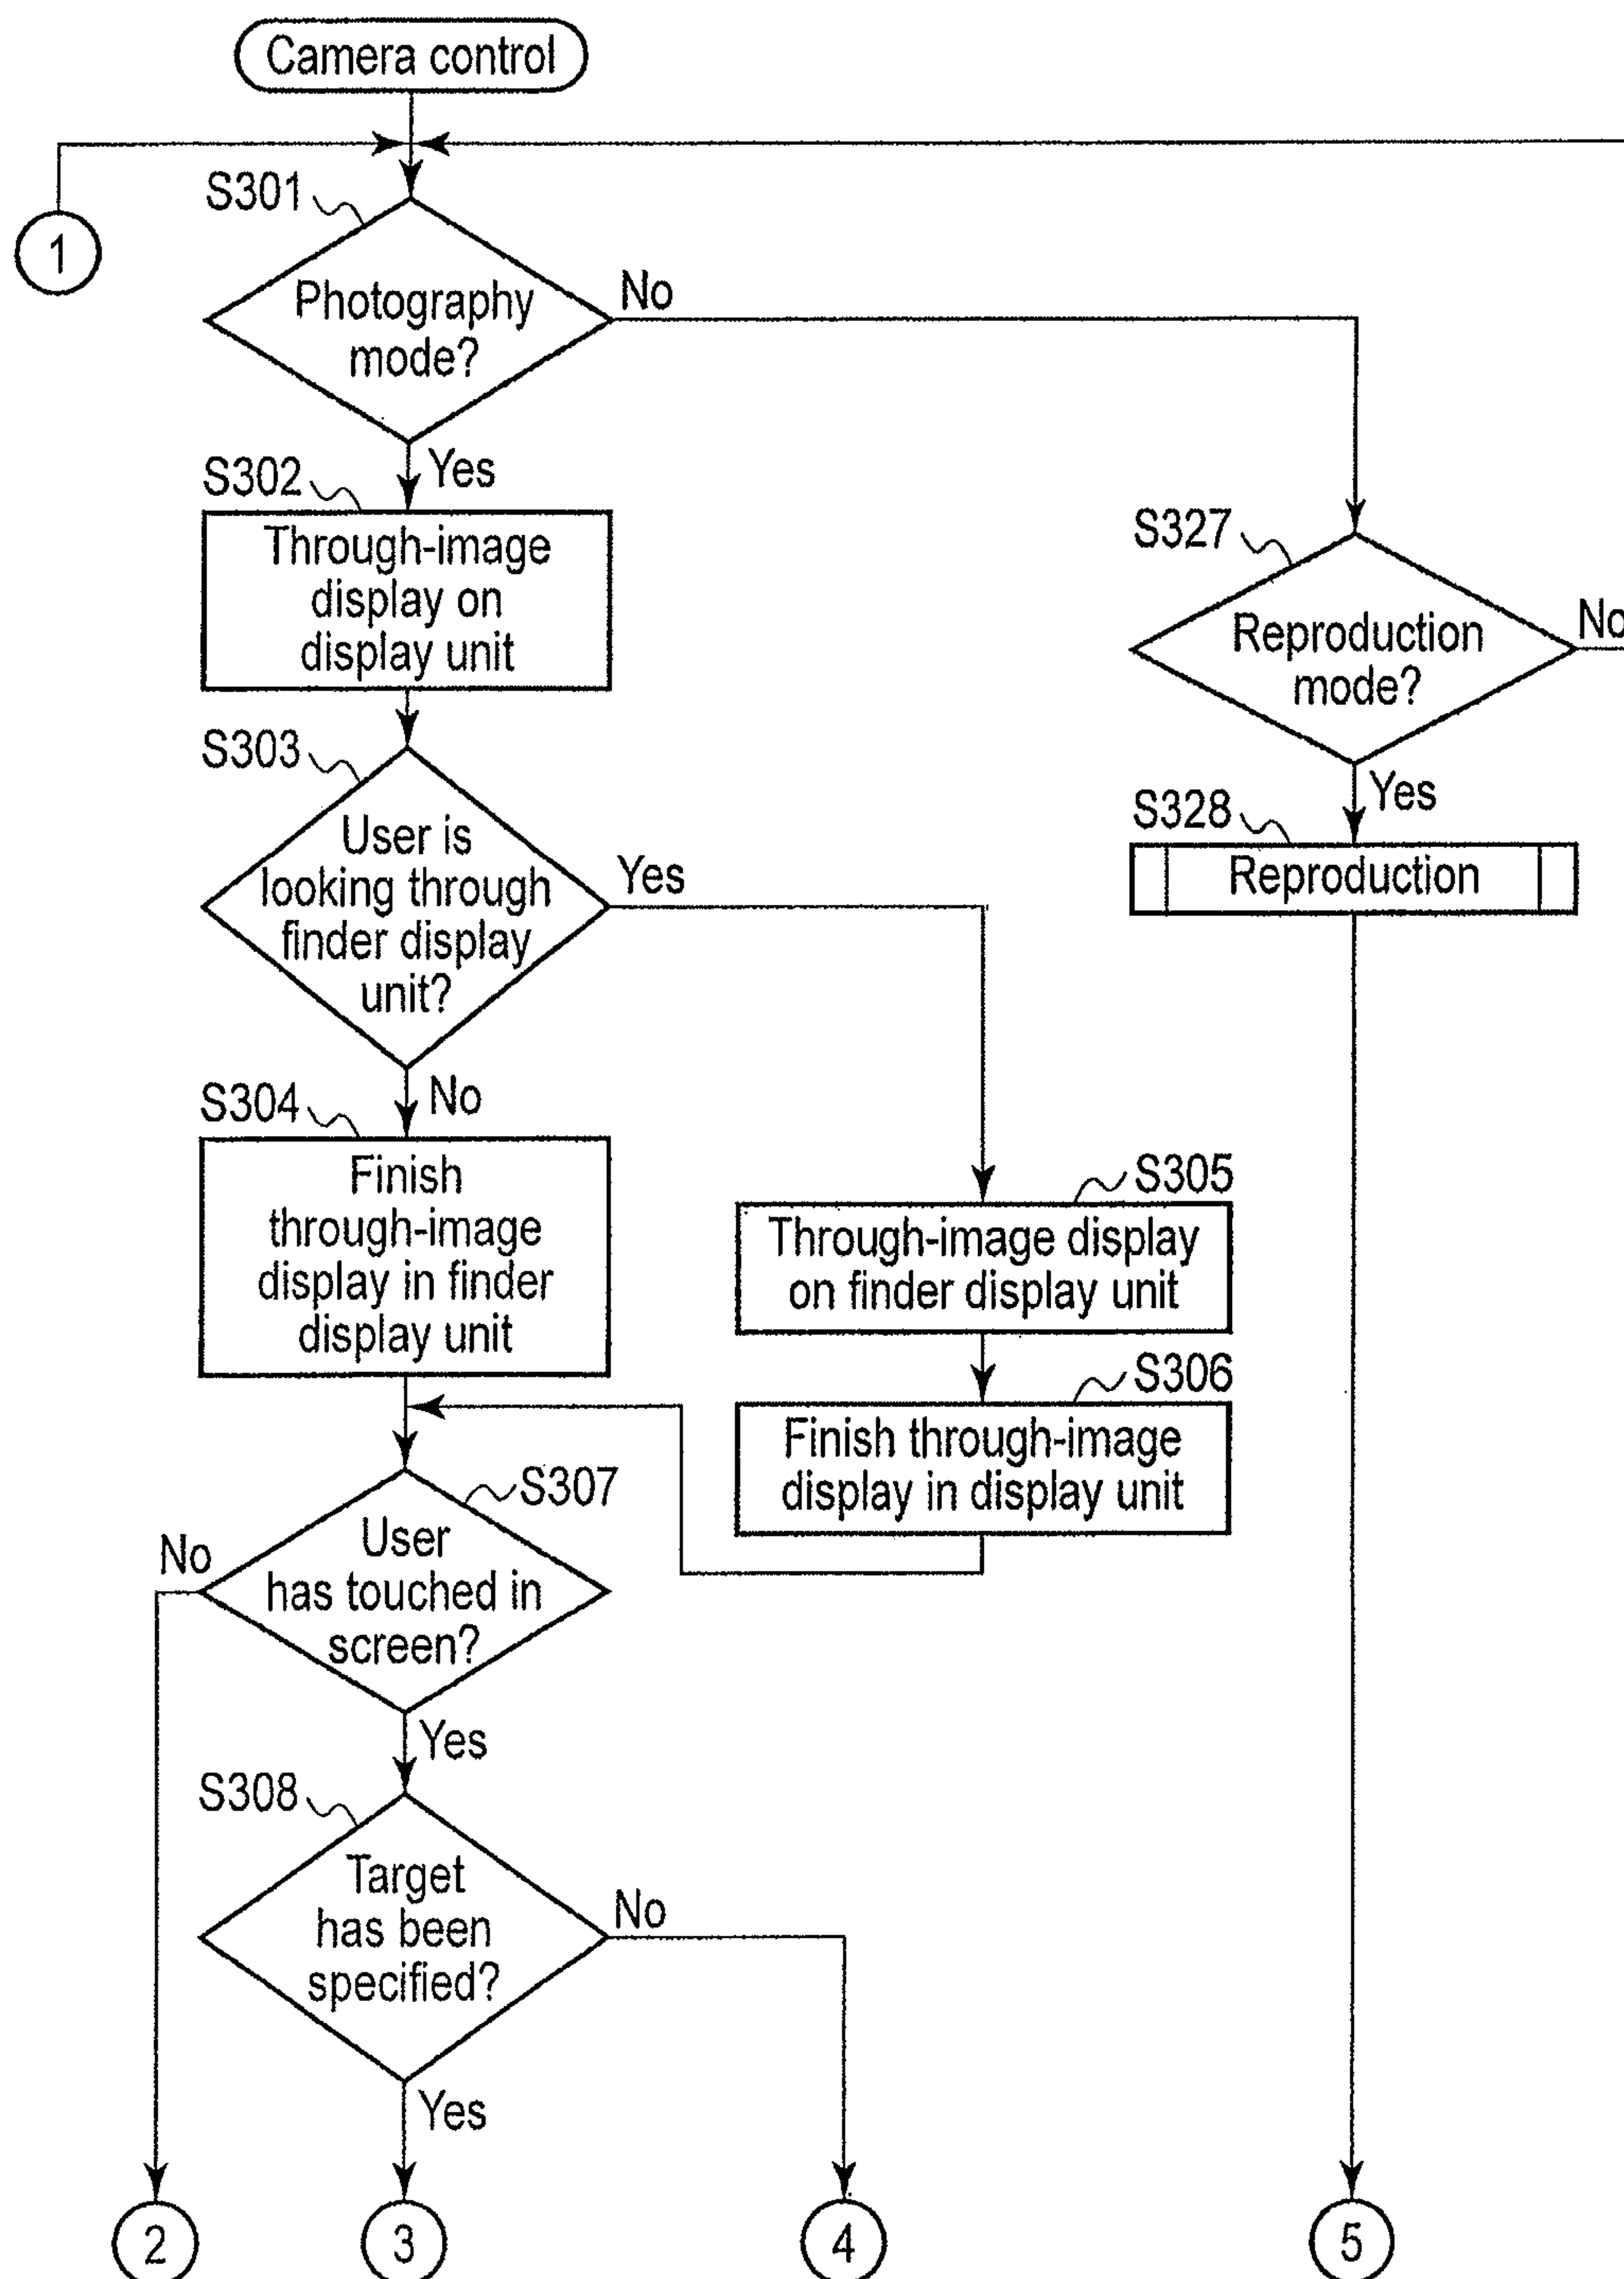 Camera control
1
S301
Photography
mode?
No
Yes
S302
Through-image
display on
display unit
S303
User is
looking through
finder display
unit?
Yes
No
S304
Finish
through-image
display in finder
display unit
S305
Through-image display
on finder display unit
S306
Finish through-image
display in display unit
S307
User
has touched in
screen?
No
Yes
S308
Target
has been
specified?
No
Yes
S327
Reproduction
mode?
No
Yes
S328
Reproduction
2
3
4
5